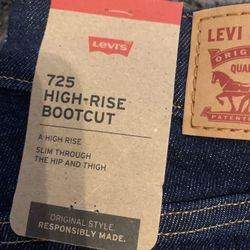 Levi's
725
HIGH-RISE
BOOTCUT
A HIGH RISE
SLIM THROUGH
THE HIP AND THIGH
ORIGINAL STYLE.
RESPONSIBLY MADE.
LEVI
ORIG
QUA
PATENTE